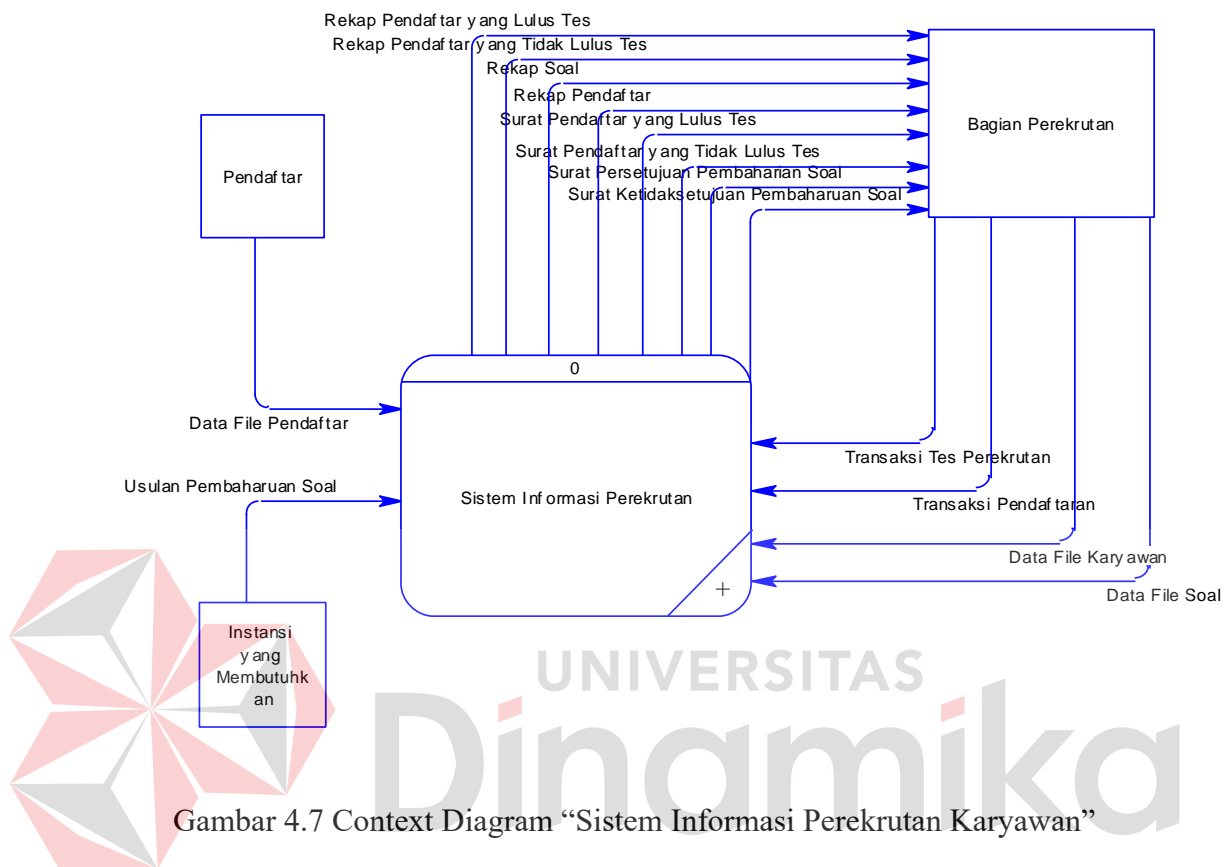 Rekap Pendaftar yang Lulus Tes
Rekap Pendaftar yang Tidak Lulus Tes
Rekap Soal
Rekap Pendaftar
Surat Pendaftar yang Lulus Tes
Surat Pendaftar yang Tidak Lulus Tes
Surat Persetujuan Pembaharian Soal
Surat Ketidaksetujuan Pembaharuan Soal
Bagian Perekrutan
Pendaftar
0
Data File Pendaftar
Usulan Pembaharuan Soal
Sistem Informasi Perekrutan
Transaksi Tes Perekrutan
Transaksi Pendaftaran
Data File Karyawan
Data File Soal
+
Instansi
yang
Membutuhk
an
UNIVERSITAS
Dinamika
Gambar 4.7 Context Diagram “Sistem Informasi Perekrutan Karyawan”